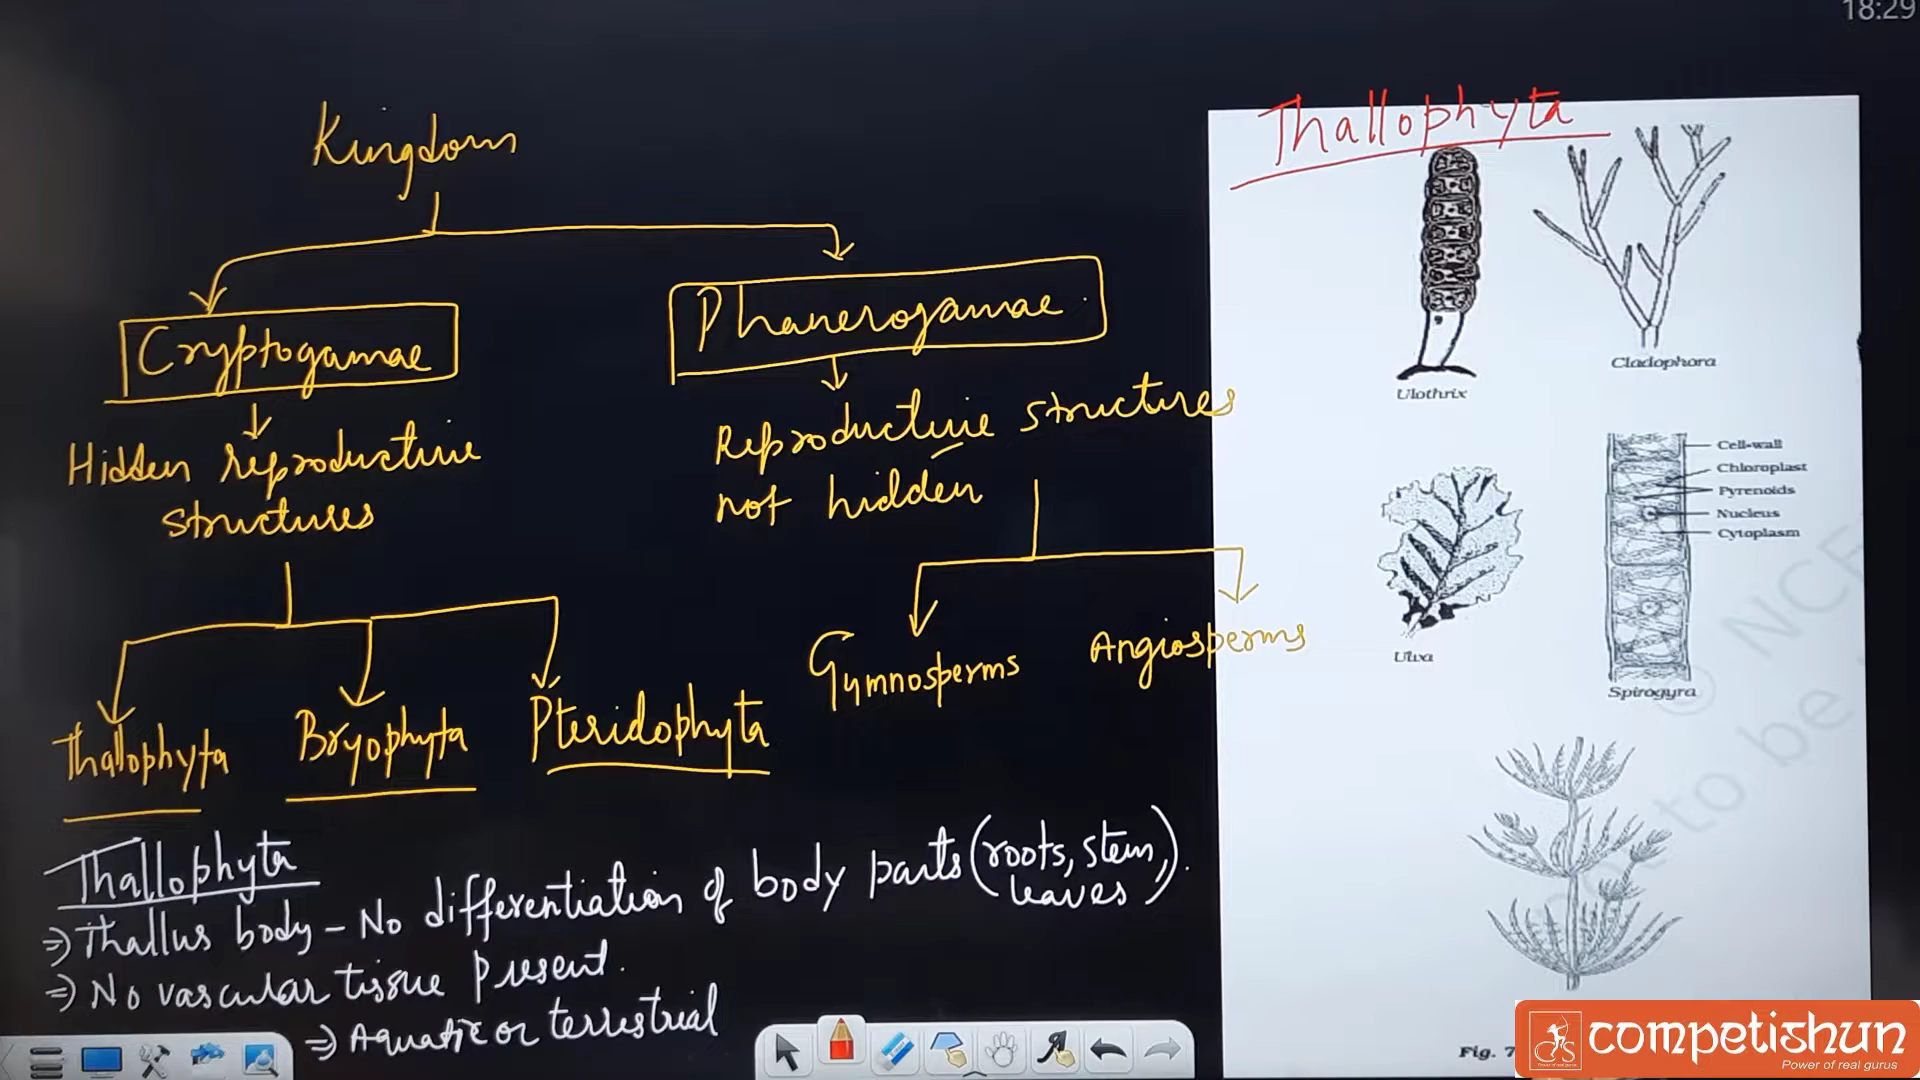 18:29
Kingdom
Cryptogamae
Phanerogamae
Hidden reproductive
structures
Reproductive structures
not hidden
Gymnosperms
Angiosperms
Thallophyta
Bryophyta
Pteridophyta
Thallophyta
⇒ Thallus body – No differentiation of body parts (roots, stem,
leaves).
⇒ No vascular tissue present.
⇒ Aquatic or terrestrial
Thallophyta
Ulothrix
Cladophora
Cell-wall
Chloroplast
Pyrenoids
Nucleus
Cytoplasm
Ulva
Spirogyra
Fig. 7
competishun
Power of real gurus